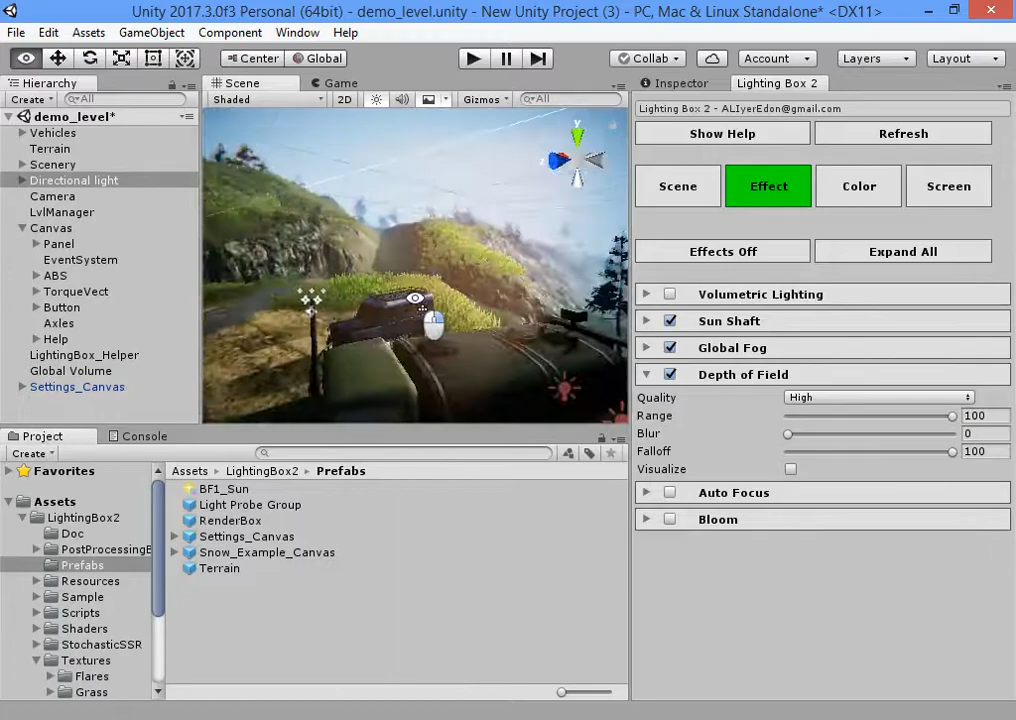 Unity 2017.3.0f3 Personal (64bit) - demo_level.unity - New Unity Project (3) - PC, Mac & Linux Standalone* <DX11>
File Edit Assets GameObject Component Window Help
Center Global Collab Account Layers Layout
Hierarchy
Create All
demo_level*
Vehicles
Terrain
Scenery
Directional light
Camera
LvlManager
Canvas
Panel
EventSystem
ABS
TorqueVect
Button
Axles
Help
LightingBox_Helper
Global Volume
Settings_Canvas
Scene Game
Shaded 2D Gizmos All
y
z
Inspector Lighting Box 2
Lighting Box 2 - ALIyerEdon@gmail.com
Show Help Refresh
Scene Effect Color Screen
Effects Off Expand All
Volumetric Lighting
Sun Shaft
Global Fog
Depth of Field
Quality High
Range 100
Blur 0
Falloff 100
Visualize
Auto Focus
Bloom
Project Console
Create
Favorites
Assets
LightingBox2
Doc
PostProcessingB
Prefabs
Resources
Sample
Scripts
Shaders
StochasticSSR
Textures
Flares
Grass
Assets LightingBox2 Prefabs
BF1_Sun
Light Probe Group
RenderBox
Settings_Canvas
Snow_Example_Canvas
Terrain